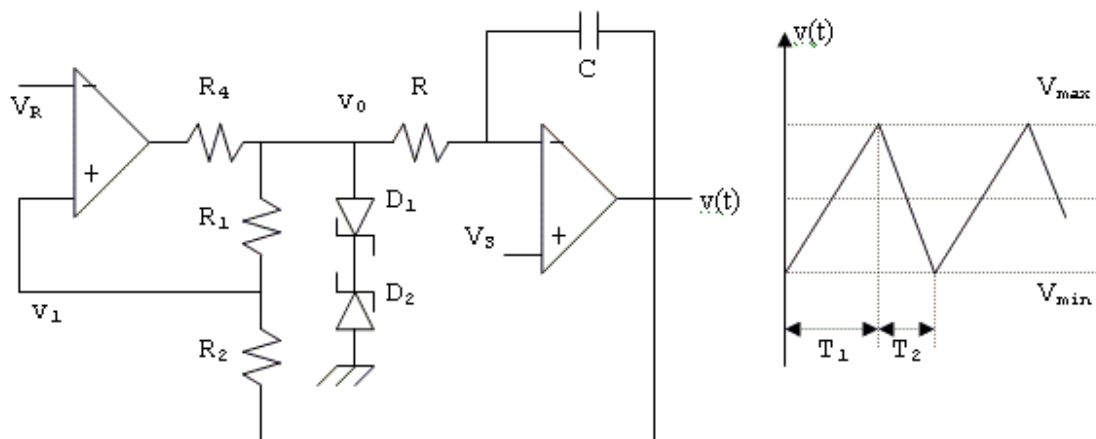 C
V_R
R_4
v_0
R
−
+
R_1
D_1
V_S
−
+
v(t)
v_1
R_2
D_2
v(t)
V_max
V_min
T_1
T_2